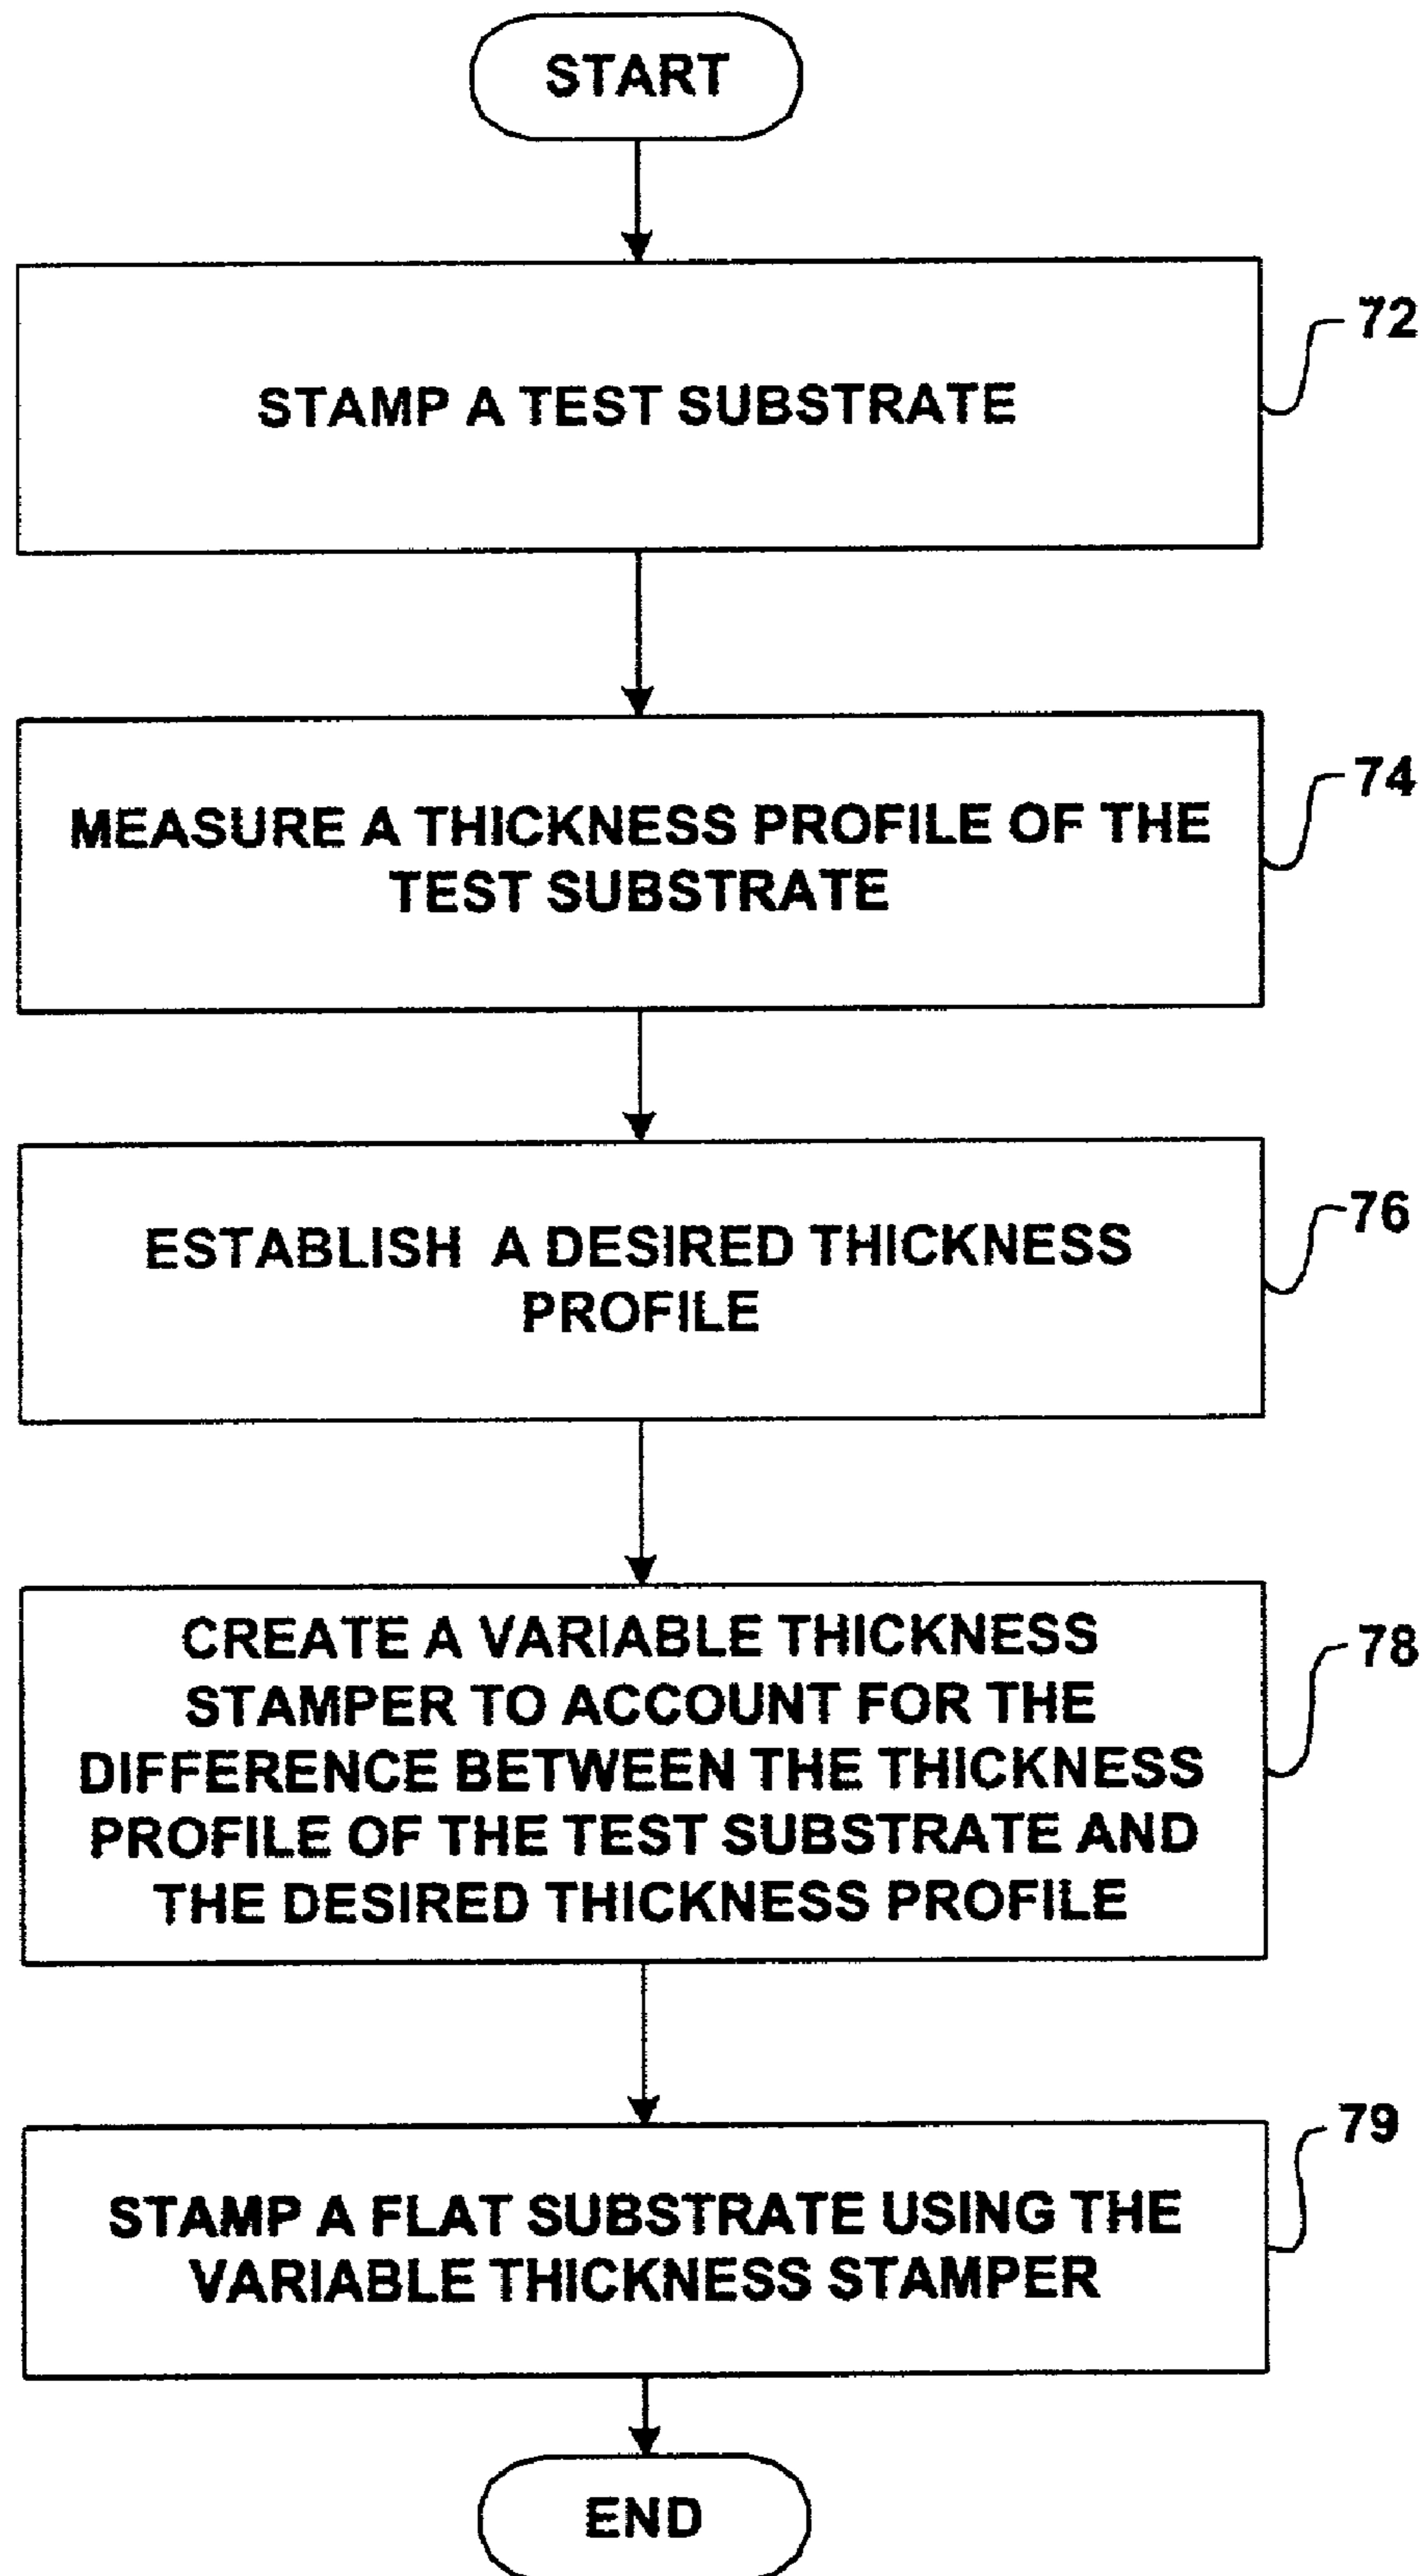 START
STAMP A TEST SUBSTRATE
72
MEASURE A THICKNESS PROFILE OF THE
TEST SUBSTRATE
74
ESTABLISH A DESIRED THICKNESS
PROFILE
76
CREATE A VARIABLE THICKNESS
STAMPER TO ACCOUNT FOR THE
DIFFERENCE BETWEEN THE THICKNESS
PROFILE OF THE TEST SUBSTRATE AND
THE DESIRED THICKNESS PROFILE
78
STAMP A FLAT SUBSTRATE USING THE
VARIABLE THICKNESS STAMPER
79
END